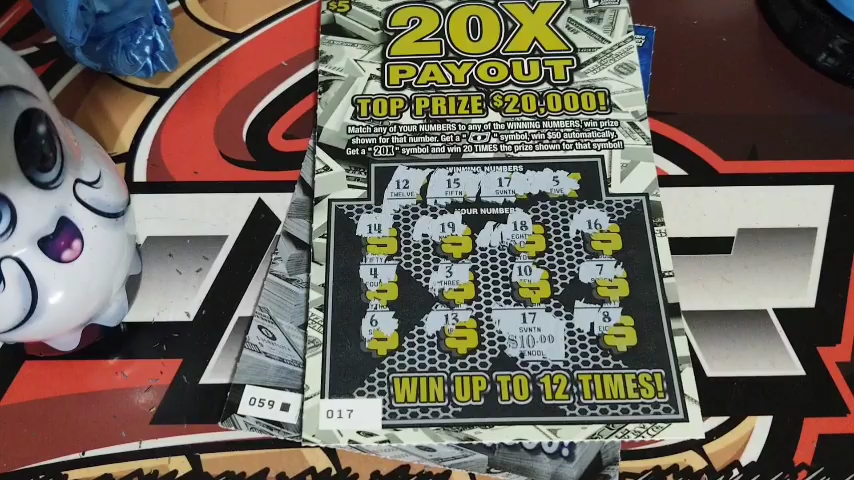 $5
20X
PAYOUT
TOP PRIZE $20,000!
Match any of YOUR NUMBERS to any of the WINNING NUMBERS, win prize
shown for that number. Get a " " symbol, win $50 automatically.
Get a "20X" symbol and win 20 TIMES the prize shown for that symbol!
WINNING NUMBERS
12 15 17 5
TWELVE FIFTN SVNTN FIVE
YOUR NUMBERS
14 19 18 16
4 3 10 7
THREE
6 13 17 8
SVNTN
$10.00
WIN UP TO 12 TIMES!
059
017